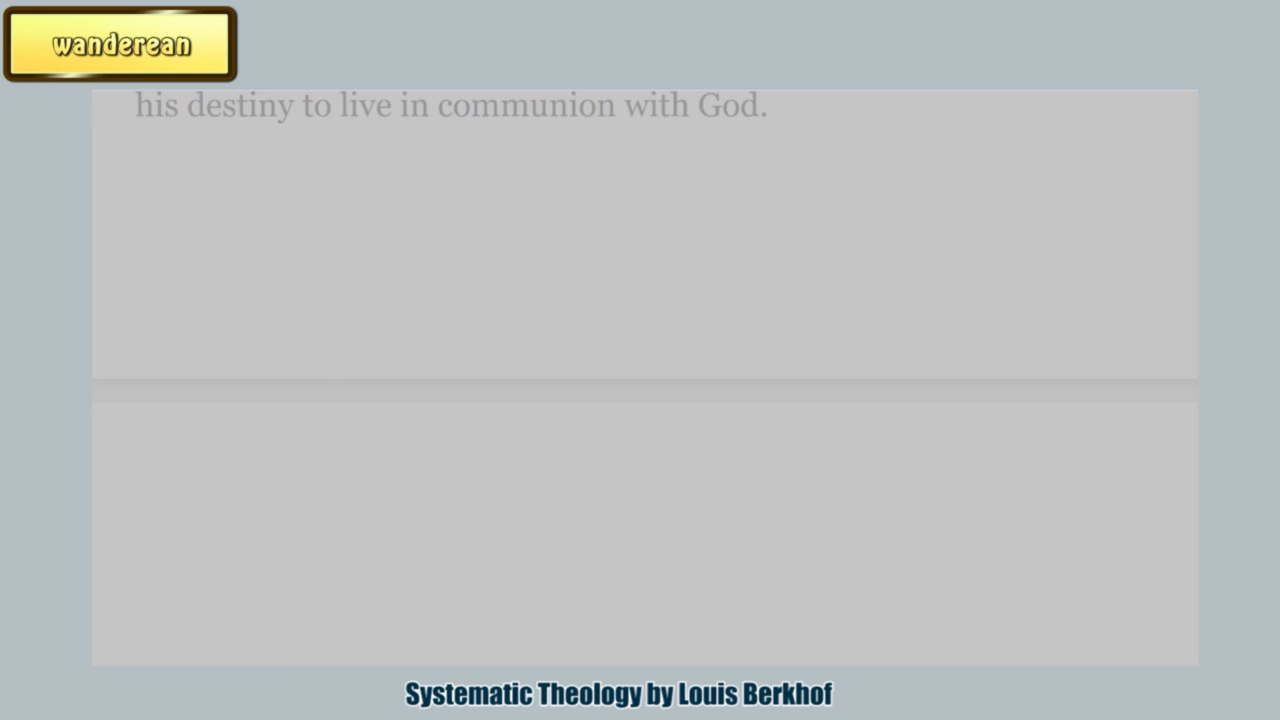 wanderean
his destiny to live in communion with God.
Systematic Theology by Louis Berkhof